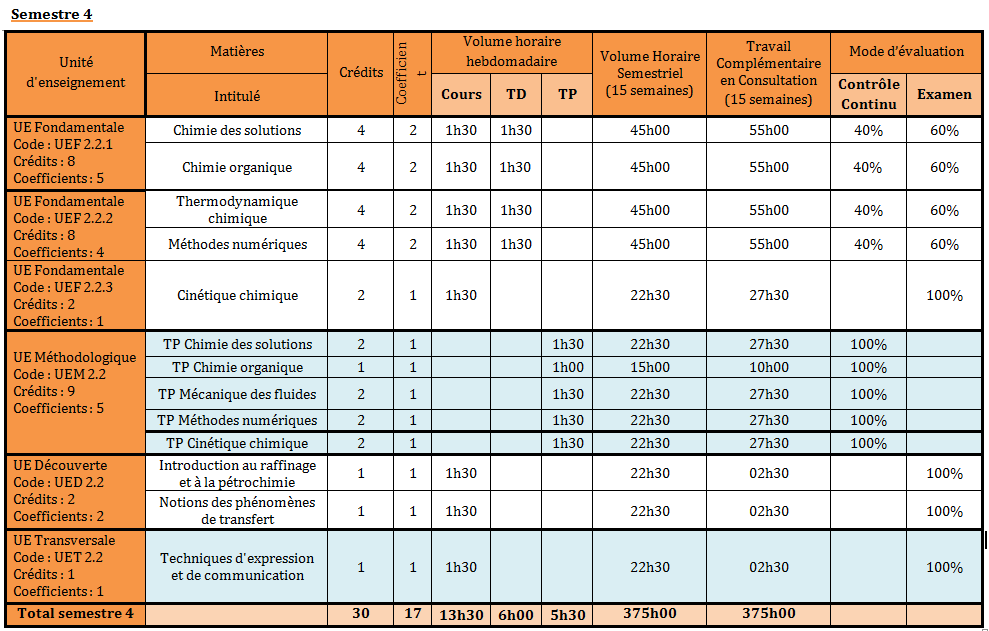 Semestre 4
Unité d'enseignement | Matières | Crédits | Coefficien t | Volume horaire hebdomadaire | Volume Horaire Semestriel (15 semaines) | Travail Complémentaire en Consultation (15 semaines) | Mode d'évaluation
Intitulé | Cours | TD | TP | Contrôle Continu | Examen
UE Fondamentale Code : UEF 2.2.1 Crédits : 8 Coefficients : 5 | Chimie des solutions | 4 | 2 | 1h30 | 1h30 | | 45h00 | 55h00 | 40% | 60%
Chimie organique | 4 | 2 | 1h30 | 1h30 | | 45h00 | 55h00 | 40% | 60%
UE Fondamentale Code : UEF 2.2.2 Crédits : 8 Coefficients : 4 | Thermodynamique chimique | 4 | 2 | 1h30 | 1h30 | | 45h00 | 55h00 | 40% | 60%
Méthodes numériques | 4 | 2 | 1h30 | 1h30 | | 45h00 | 55h00 | 40% | 60%
UE Fondamentale Code : UEF 2.2.3 Crédits : 2 Coefficients : 1 | Cinétique chimique | 2 | 1 | 1h30 | | | 22h30 | 27h30 | | 100%
UE Méthodologique Code : UEM 2.2 Crédits : 9 Coefficients : 5 | TP Chimie des solutions | 2 | 1 | | | 1h30 | 22h30 | 27h30 | 100% |
TP Chimie organique | 1 | 1 | | | 1h00 | 15h00 | 10h00 | 100% |
TP Mécanique des fluides | 2 | 1 | | | 1h30 | 22h30 | 27h30 | 100% |
TP Méthodes numériques | 2 | 1 | | | 1h30 | 22h30 | 27h30 | 100% |
TP Cinétique chimique | 2 | 1 | | | 1h30 | 22h30 | 27h30 | 100% |
UE Découverte Code : UED 2.2 Crédits : 2 Coefficients : 2 | Introduction au raffinage et à la pétrochimie | 1 | 1 | 1h30 | | | 22h30 | 02h30 | | 100%
Notions des phénomènes de transfert | 1 | 1 | 1h30 | | | 22h30 | 02h30 | | 100%
UE Transversale Code : UET 2.2 Crédits : 1 Coefficients : 1 | Techniques d'expression et de communication | 1 | 1 | 1h30 | | | 22h30 | 02h30 | | 100%
Total semestre 4 | 30 | 17 | 13h30 | 6h00 | 5h30 | 375h00 | 375h00 | |